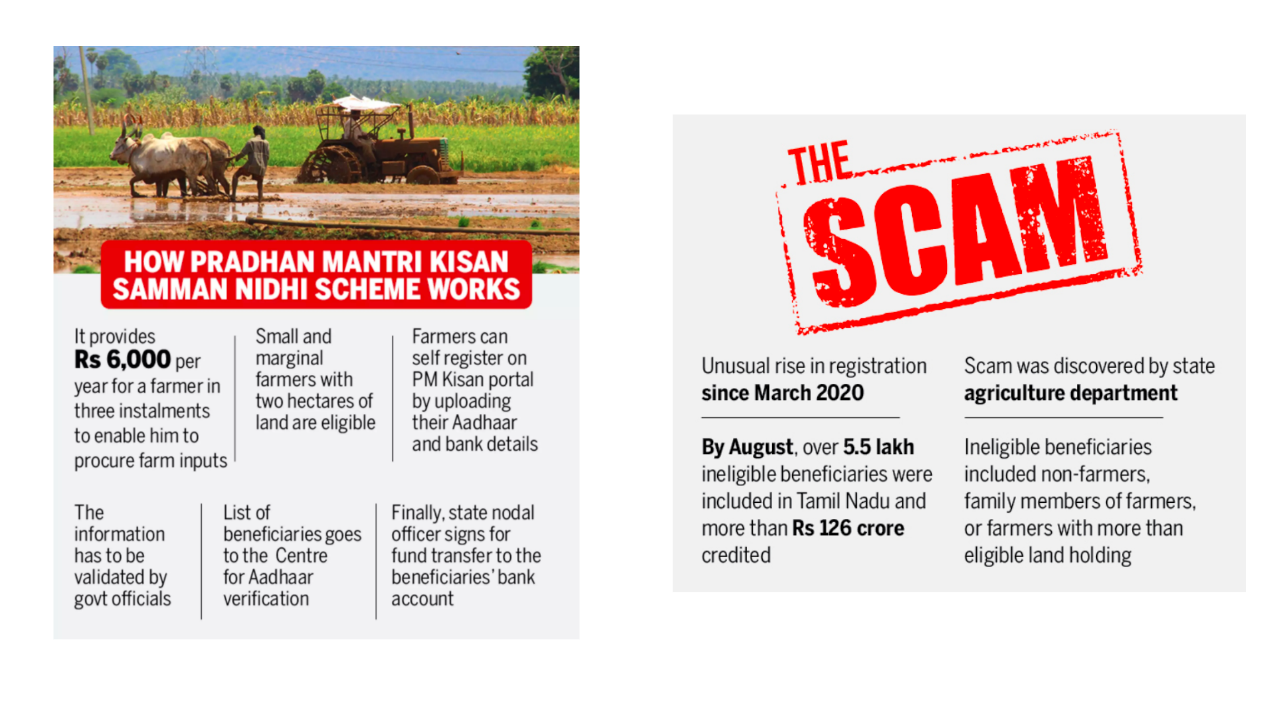 HOW PRADHAN MANTRI KISAN
SAMMAN NIDHI SCHEME WORKS
It provides
Rs 6,000 per
year for a farmer in
three instalments
to enable him to
procure farm inputs
Small and
marginal
farmers with
two hectares of
land are eligible
Farmers can
self register on
PM Kisan portal
by uploading
their Aadhaar
and bank details
The
information
has to be
validated by
govt officials
List of
beneficiaries goes
to the Centre
for Aadhaar
verification
Finally, state nodal
officer signs for
fund transfer to the
beneficiaries' bank
account
THE
SCAM
Unusual rise in registration
since March 2020
By August, over 5.5 lakh
ineligible beneficiaries were
included in Tamil Nadu and
more than Rs 126 crore
credited
Scam was discovered by state
agriculture department
Ineligible beneficiaries
included non-farmers,
family members of farmers,
or farmers with more than
eligible land holding